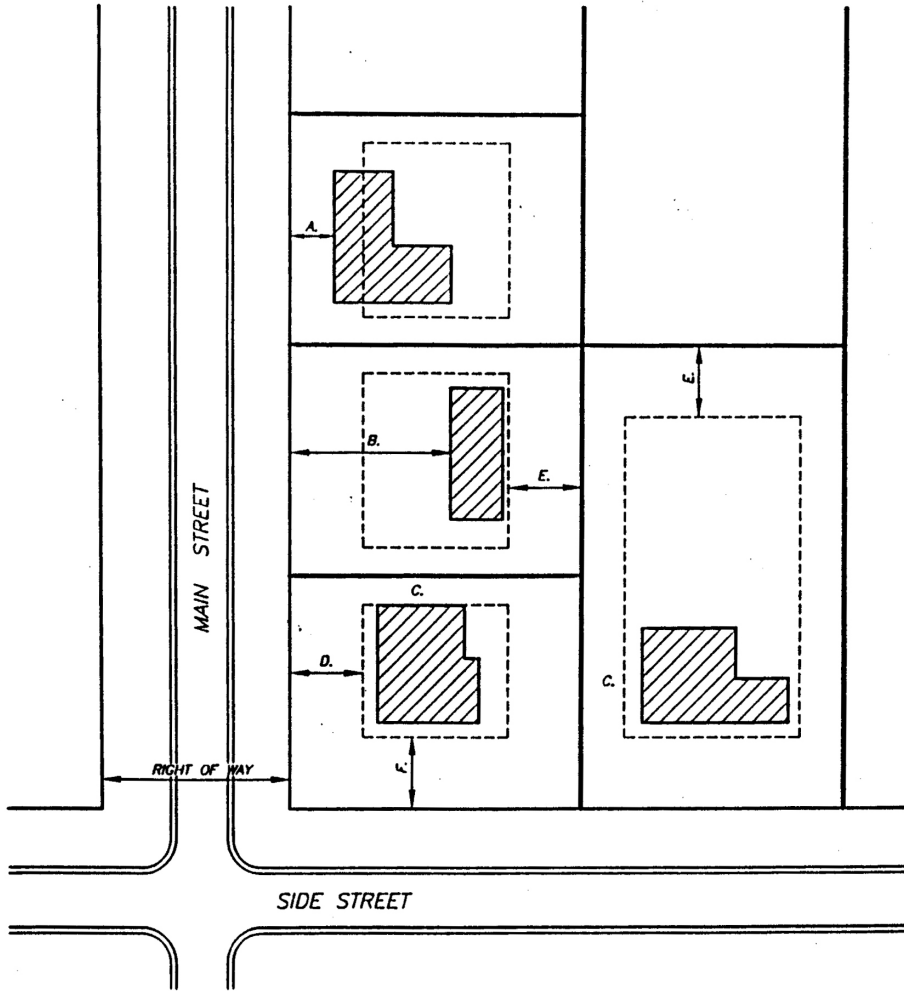 A.
E.
B.
E.
MAIN STREET
C.
D.
C.
F.
RIGHT OF WAY
SIDE STREET